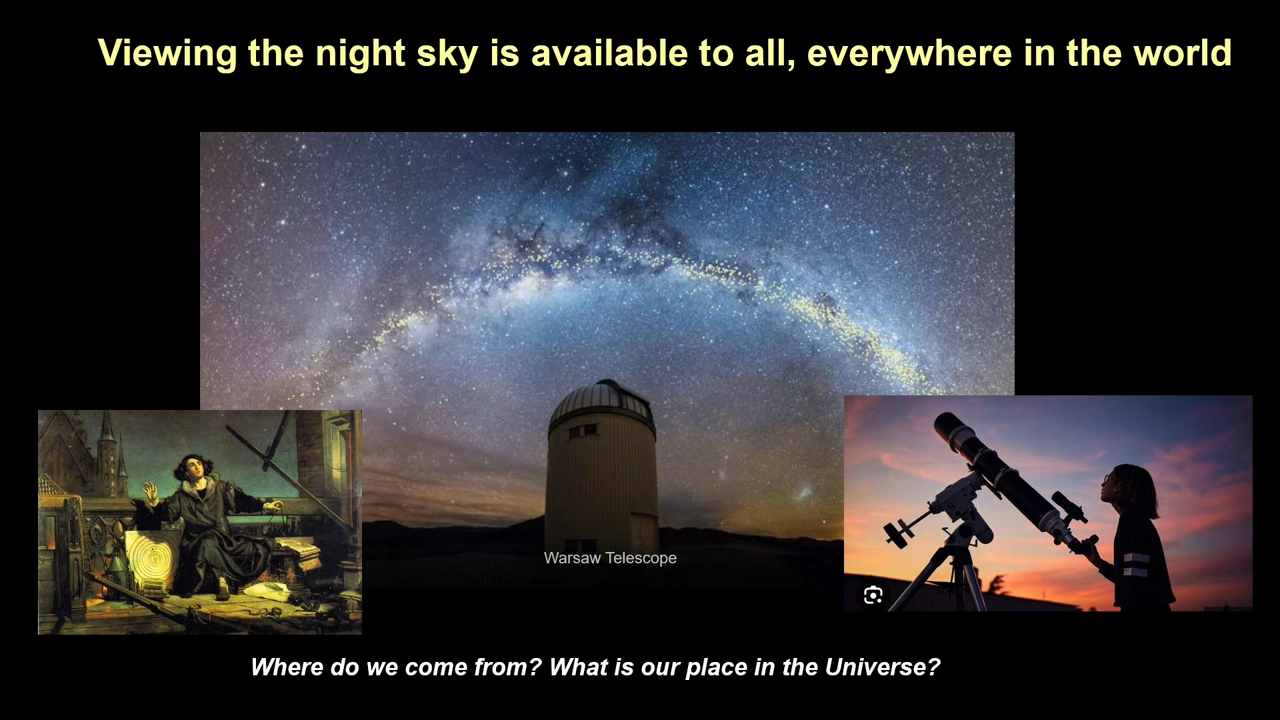 Viewing the night sky is available to all, everywhere in the world
Warsaw Telescope
Where do we come from? What is our place in the Universe?